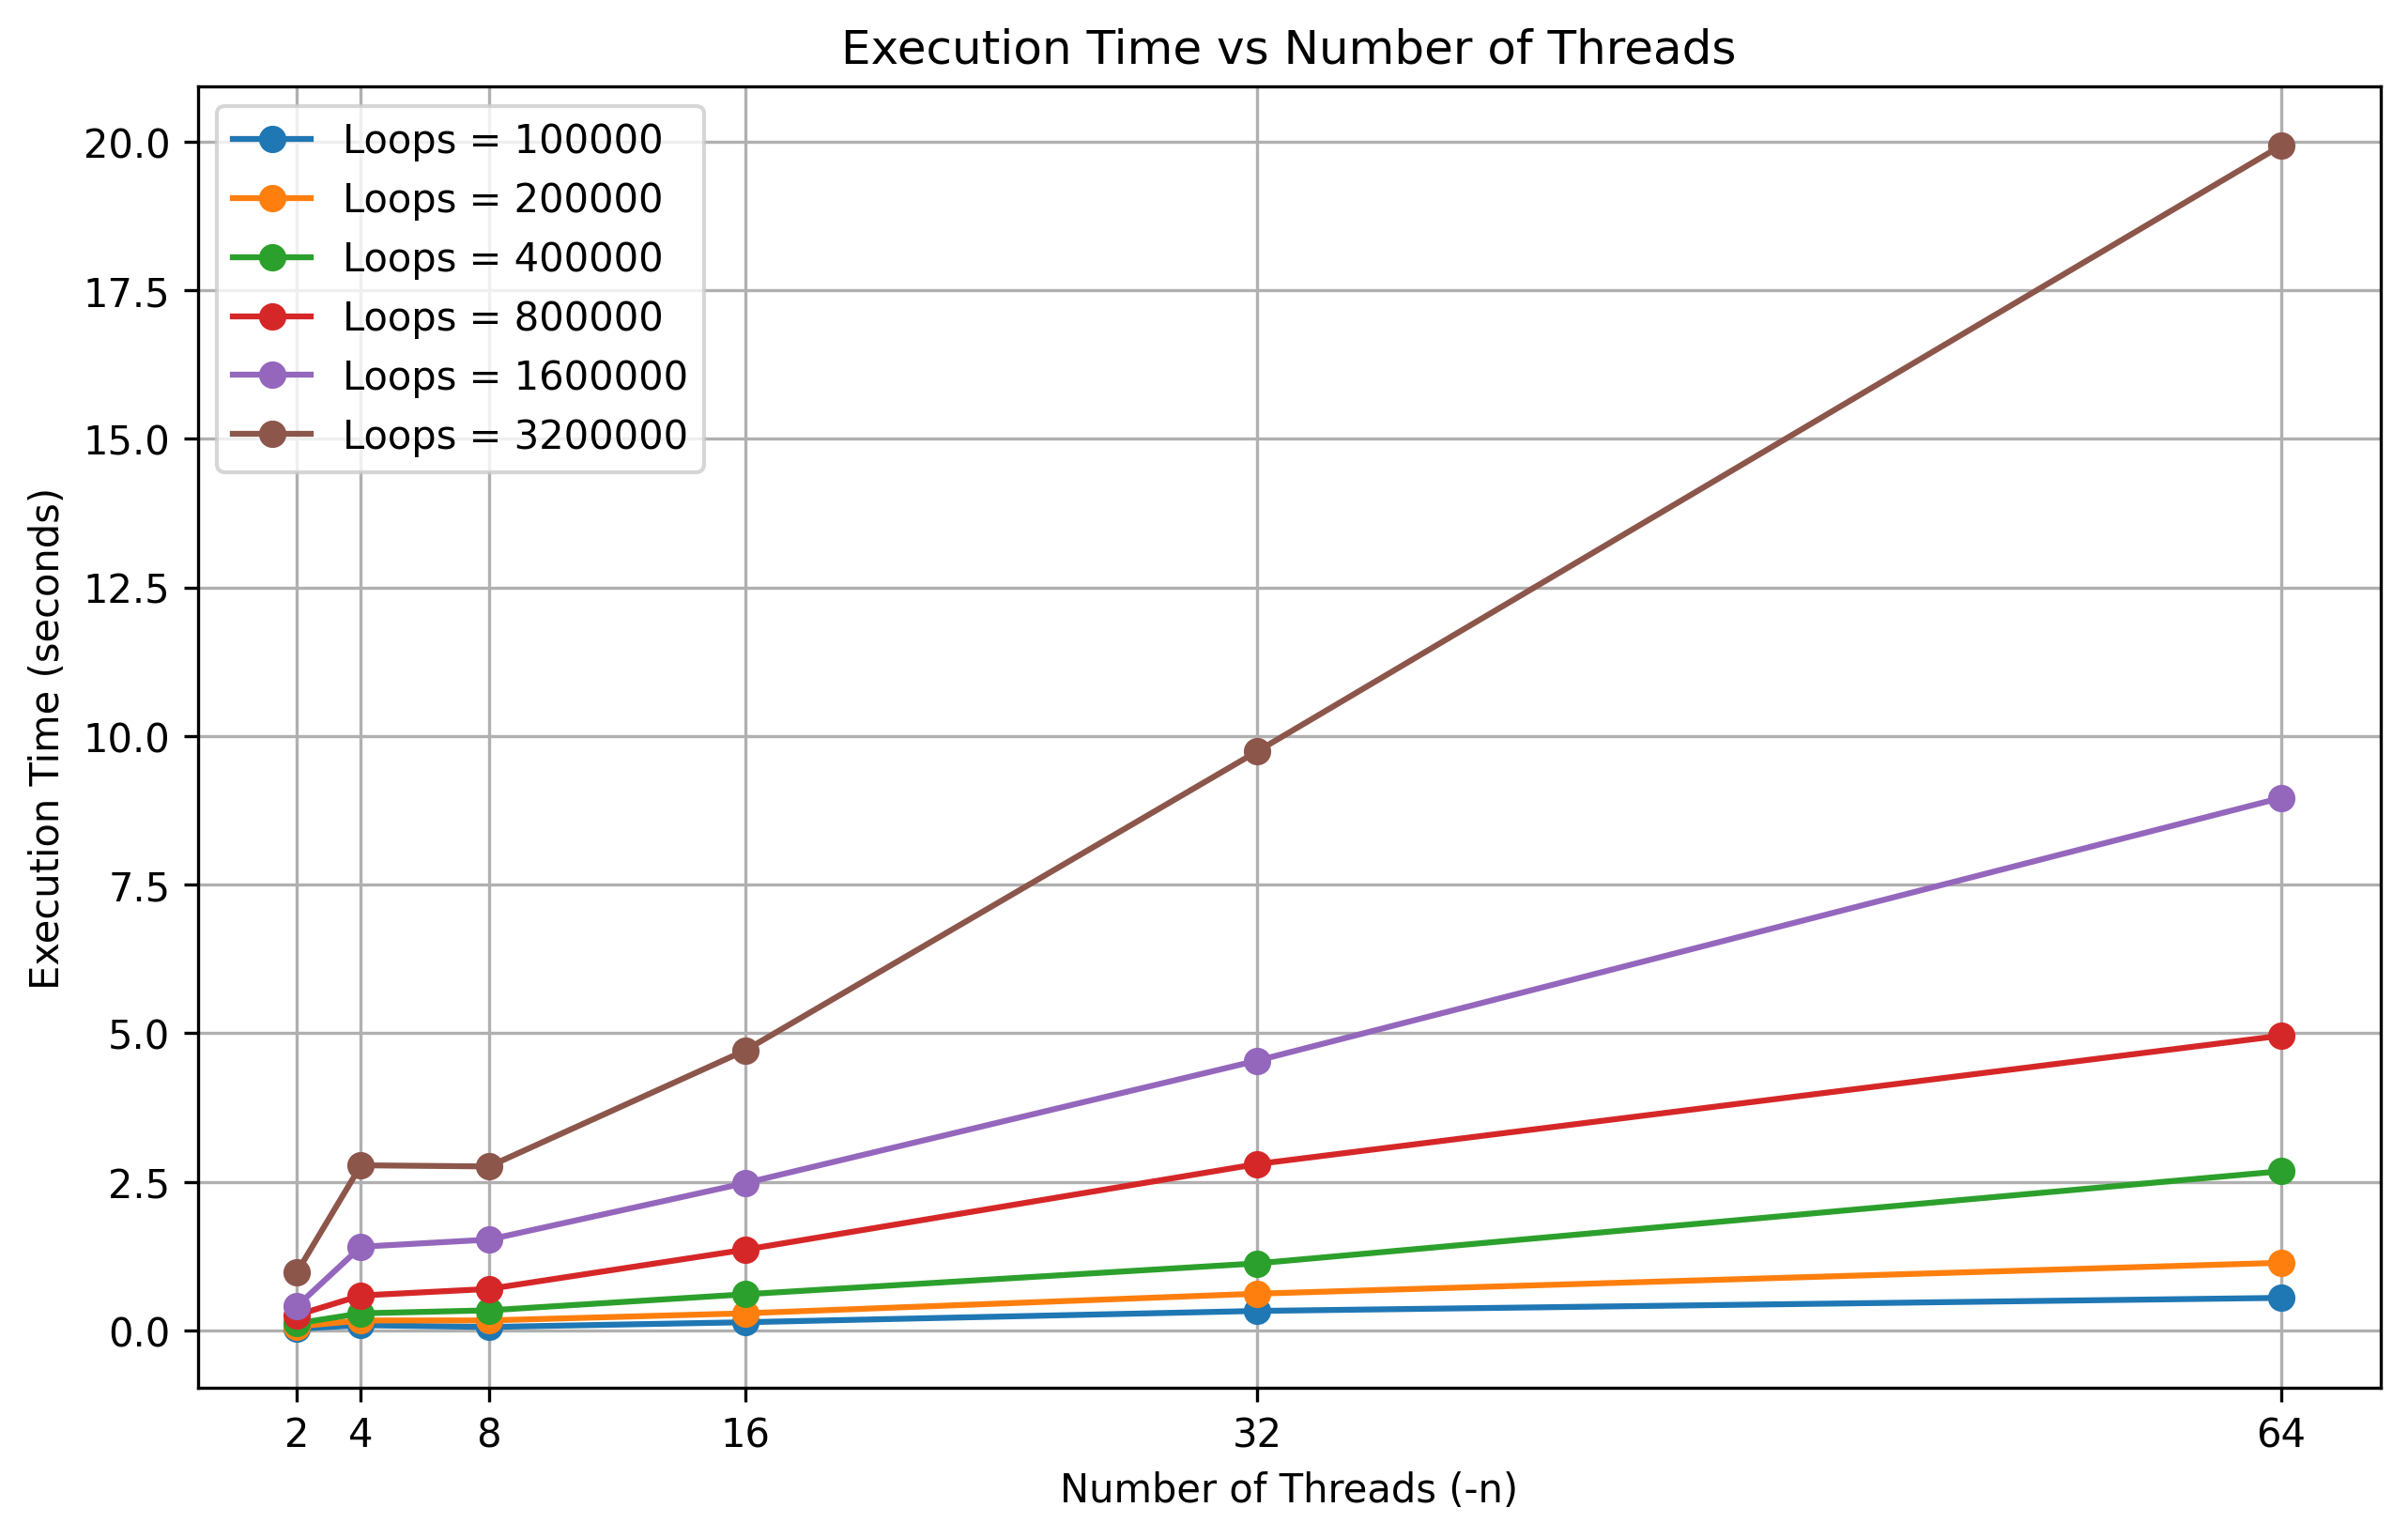 Execution Time vs Number of Threads
Loops = 100000
Loops = 200000
Loops = 400000
Loops = 800000
Loops = 1600000
Loops = 3200000
Execution Time (seconds)
20.0
17.5
15.0
12.5
10.0
7.5
5.0
2.5
0.0
2 4 8 16 32 64
Number of Threads (-n)